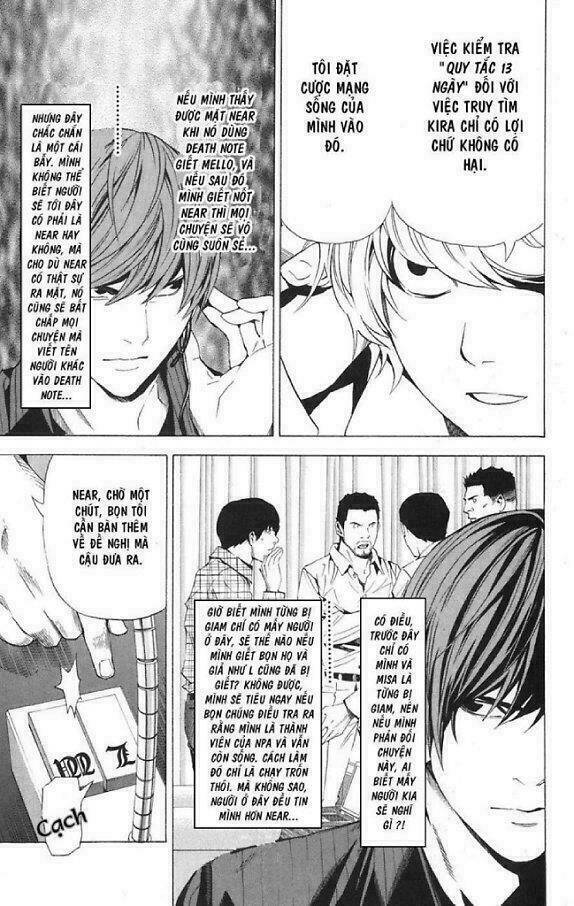 VIỆC KIỂM TRA
"QUY TẮC 13
NGÀY" ĐỐI VỚI
VIỆC TRUY TÌM
KIRA CHỈ CÓ LỢI
CHỨ KHÔNG CÓ
HẠI.
TÔI ĐẶT
CƯỢC MẠNG
SỐNG CỦA
MÌNH VÀO
ĐÓ.
NẾU MÌNH THẤY
ĐƯỢC MẶT NEAR
KHI NÓ DÙNG
DEATH NOTE
GIẾT MELLO, VÀ
NẾU SAU ĐÓ
MÌNH GIẾT NỐT
NEAR THÌ MỌI
CHUYỆN SẼ VÔ
CÙNG SUÔN SẺ...
NHƯNG ĐÂY
CHẮC CHẮN
LÀ MỘT CÁI
BẪY. MÌNH
KHÔNG THỂ
BIẾT NGƯỜI
SẼ TỚI ĐÂY
CÓ PHẢI LÀ
NEAR HAY
KHÔNG, MÀ
CHO DÙ NEAR
CÓ THẬT SỰ
RA MẶT, NÓ
CŨNG SẼ BẤT
CHẤP MỌI
CHUYỆN MÀ
VIẾT TÊN
NGƯỜI KHÁC
VÀO DEATH
NOTE...
CÓ ĐIỀU,
TRƯỚC ĐÂY
CHỈ CÓ
MÌNH VÀ
MISA LÀ
TỪNG BỊ
GIAM, NÊN
NẾU MÌNH
PHẢN ĐỐI
CHUYỆN
NÀY, AI
BIẾT MẤY
NGƯỜI KIA
SẼ NGHĨ
GÌ ?!
GIỜ BIẾT MÌNH TỪNG BỊ
GIAM CHỈ CÓ MẤY NGƯỜI
Ở ĐÂY, SẼ THẾ NÀO NẾU
MÌNH GIẾT BỌN HỌ VÀ
GIẢ NHƯ L CŨNG ĐÃ BỊ
GIẾT? KHÔNG ĐƯỢC,
MÌNH SẼ TIÊU NGAY NẾU
BỌN CHÚNG ĐIỀU TRA RA
RẰNG MÌNH LÀ THÀNH
VIÊN CỦA NPA VÀ VẪN
CÒN SỐNG. CÁCH LÀM
ĐÓ CHỈ LÀ CHẠY TRỐN
THÔI. MÀ KHÔNG SAO,
NGƯỜI Ở ĐÂY ĐỀU TIN
MÌNH HƠN NEAR...
NEAR, CHỜ MỘT
CHÚT, BỌN TÔI
CẦN BÀN THÊM
VỀ ĐỀ NGHỊ MÀ
CẬU ĐƯA RA.
M L
Cạch